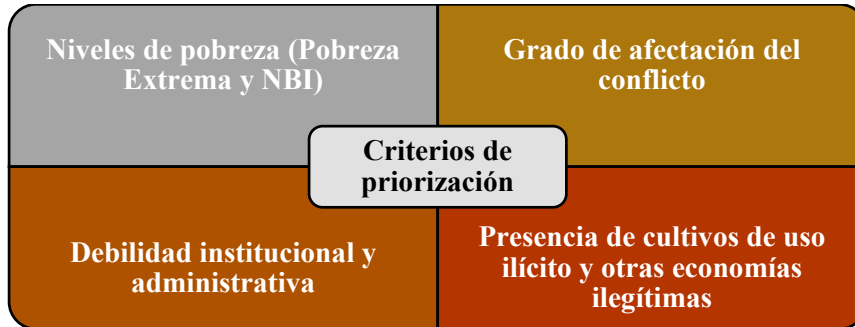 Niveles de pobreza (Pobreza
Extrema y NBI)
Grado de afectación del
conflicto
Criterios de
priorización
Debilidad institucional y
administrativa
Presencia de cultivos de uso
ilícito y otras economías
ilegítimas